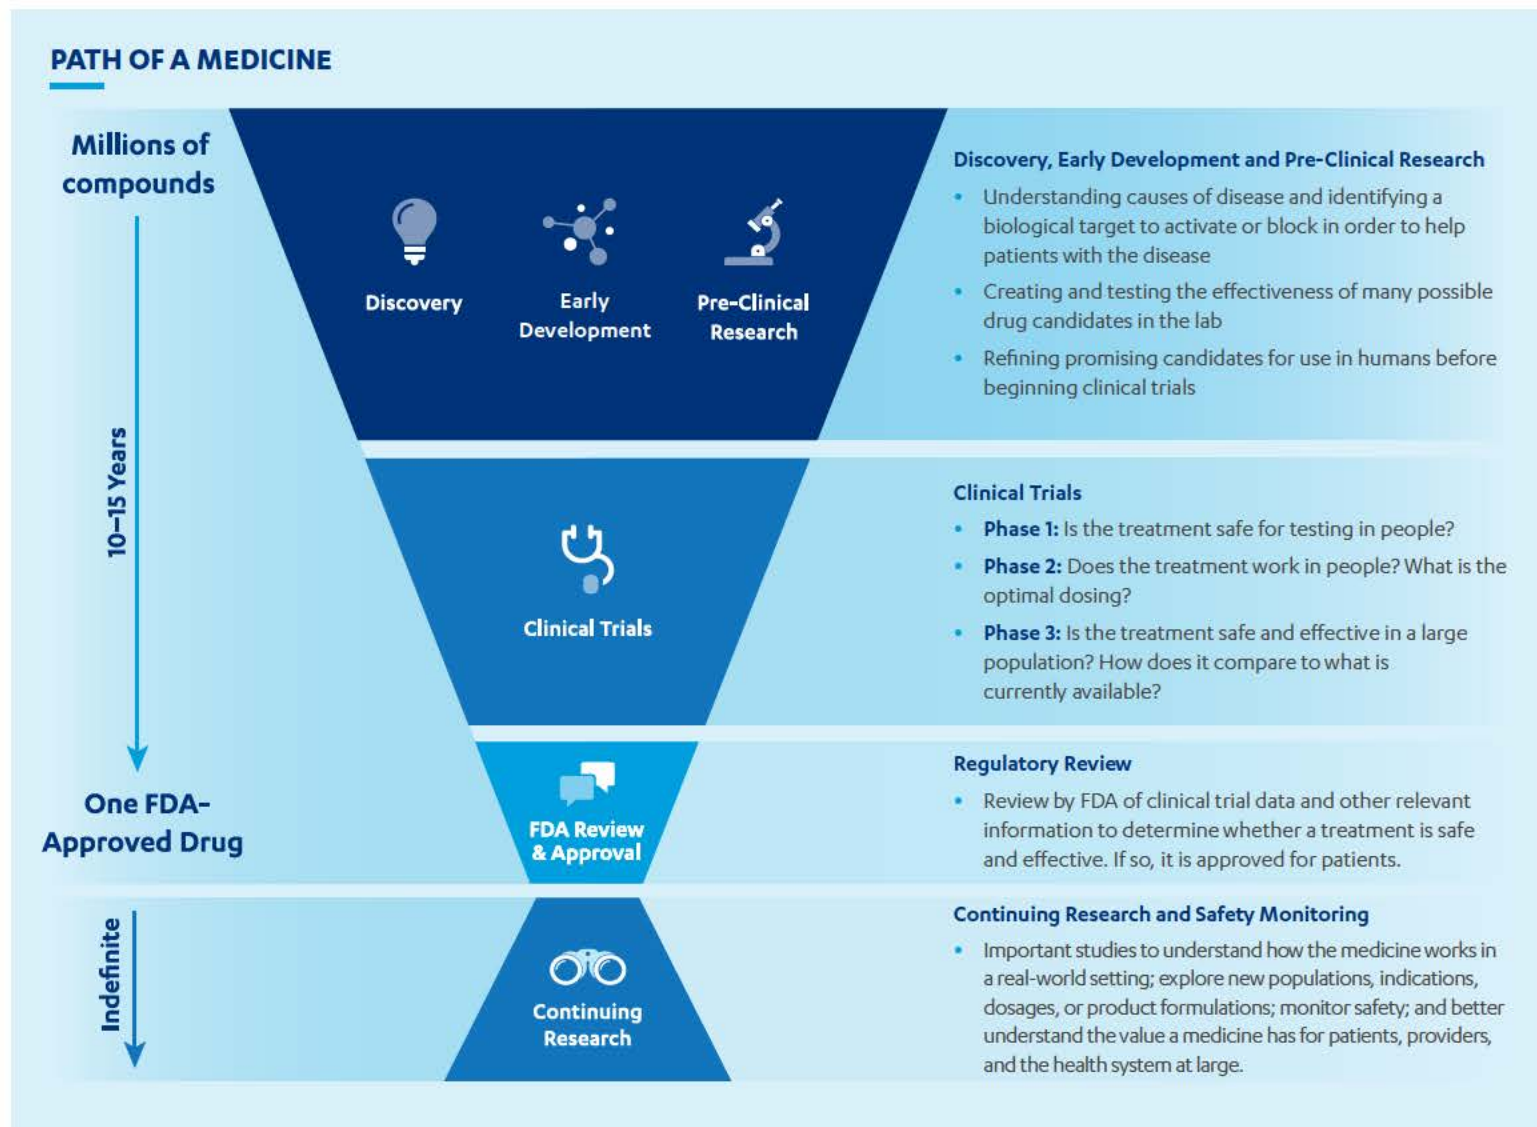 PATH OF A MEDICINE
Millions of
compounds
10–15 Years
One FDA-
Approved Drug
Indefinite
Discovery
Early
Development
Pre-Clinical
Research
Clinical Trials
FDA Review
& Approval
Continuing
Research
Discovery, Early Development and Pre-Clinical Research
• Understanding causes of disease and identifying a
biological target to activate or block in order to help
patients with the disease
• Creating and testing the effectiveness of many possible
drug candidates in the lab
• Refining promising candidates for use in humans before
beginning clinical trials
Clinical Trials
• Phase 1: Is the treatment safe for testing in people?
• Phase 2: Does the treatment work in people? What is the
optimal dosing?
• Phase 3: Is the treatment safe and effective in a large
population? How does it compare to what is
currently available?
Regulatory Review
• Review by FDA of clinical trial data and other relevant
information to determine whether a treatment is safe
and effective. If so, it is approved for patients.
Continuing Research and Safety Monitoring
• Important studies to understand how the medicine works in
a real-world setting; explore new populations, indications,
dosages, or product formulations; monitor safety; and better
understand the value a medicine has for patients, providers,
and the health system at large.